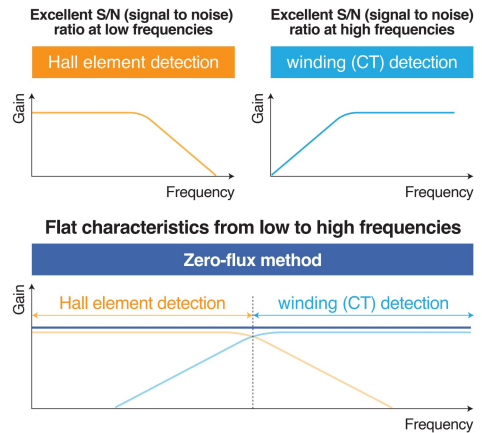 Excellent S/N (signal to noise)
ratio at low frequencies
Hall element detection
Gain
Frequency
Excellent S/N (signal to noise)
ratio at high frequencies
winding (CT) detection
Gain
Frequency
Flat characteristics from low to high frequencies
Zero-flux method
Gain
Hall element detection
winding (CT) detection
Frequency